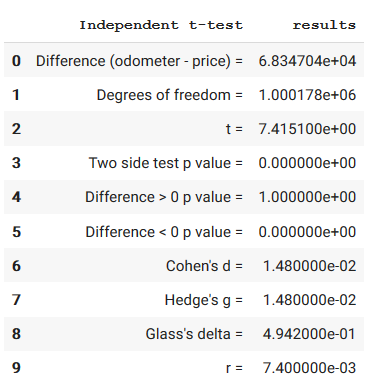 Independent t-test results
0 Difference (odometer - price) = 6.834704e+04
1 Degrees of freedom = 1.000178e+06
2 t = 7.415100e+00
3 Two side test p value = 0.000000e+00
4 Difference > 0 p value = 1.000000e+00
5 Difference < 0 p value = 0.000000e+00
6 Cohen's d = 1.480000e-02
7 Hedge's g = 1.480000e-02
8 Glass's delta = 4.942000e-01
9 r = 7.400000e-03